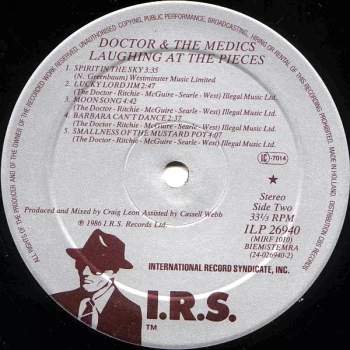 ALL RIGHTS OF THE PRODUCER AND OF THE OWNER OF THE RECORDED WORK RESERVED UNAUTHORISED COPYING, PUBLIC PERFORMANCE, BROADCASTING, HIRING OR RENTAL OF THIS RECORD PROHIBITED. MADE IN HOLLAND. DISTRIBUTION CBS RECORDS.
DOCTOR & THE MEDICS
LAUGHING AT THE PIECES
1 SPIRIT IN THE SKY 3:35
(N. Greenbaum) Westminster Music Limited
2 LUCKY LORD JIM 2:47
(The Doctor - Ritchie - McGuire - Searle - West) Illegal Music Ltd.
3 MOON SONG 4:42
(The Doctor - Ritchie - McGuire - Searle - West) Illegal Music Ltd.
4 BARBARA CAN'T DANCE 2:37
(The Doctor - Ritchie - McGuire - Searle - West) Illegal Music Ltd.
5 SMALLNESS OF THE MUSTARD POT 4:07
(The Doctor - Ritchie - McGuire - Searle - West) Illegal Music Ltd.
LC-7014
★
Stereo
Side Two
33⅓ RPM
ILP 26940
(MIRF 1010)
BIEM/STEMRA
(24-026940-2)
Produced and Mixed by Craig Leon Assisted by Cassell Webb
℗ 1986 I.R.S. Records Ltd.
INTERNATIONAL RECORD SYNDICATE, INC.
I.R.S.
TM